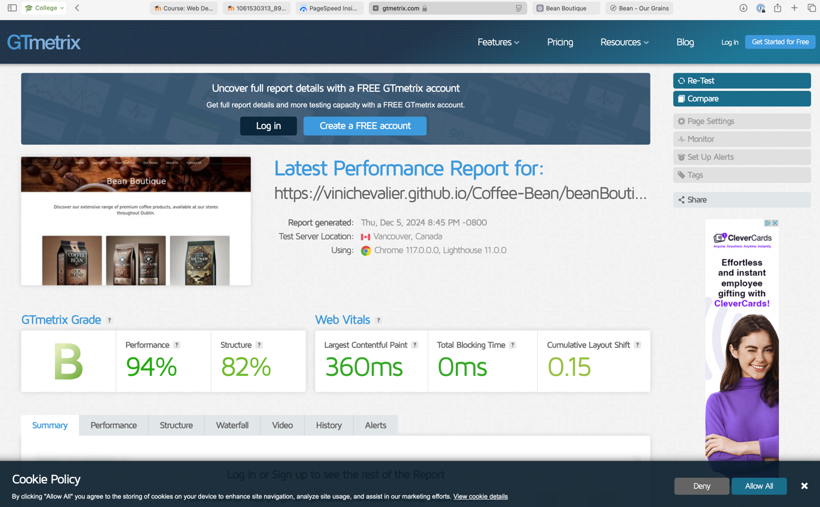 College
Course: Web De...
1061530313_89...
PageSpeed Insi...
gtmetrix.com
Bean Boutique
Bean - Our Grains
GTmetrix
Features
Pricing
Resources
Blog
Log in
Get Started for Free
Uncover full report details with a FREE GTmetrix account
Get full report details and more testing capacity with a FREE GTmetrix account.
Log in
Create a FREE account
Re-Test
Compare
Page Settings
Monitor
Set Up Alerts
Tags
Share
Bean Boutique
Discover our extensive range of premium coffee products, available at our stores
throughout Dublin.
COFFEE
BEAN
Latest Performance Report for:
https://vinichevalier.github.io/Coffee-Bean/beanBouti...
Report generated: Thu, Dec 5, 2024 8:45 PM -0800
Test Server Location: Vancouver, Canada
Using: Chrome 117.0.0.0, Lighthouse 11.0.0
CleverCards
Anyone. Anywhere. Anytime. Instantly.
Effortless
and instant
employee
gifting with
CleverCards!
GTmetrix Grade ?
B
Performance ?
94%
Structure ?
82%
Web Vitals ?
Largest Contentful Paint ?
360ms
Total Blocking Time ?
0ms
Cumulative Layout Shift ?
0.15
Summary
Performance
Structure
Waterfall
Video
History
Alerts
Log in or Sign up to see the rest of the Report
Cookie Policy
By clicking "Allow All" you agree to the storing of cookies on your device to enhance site navigation, analyze site usage, and assist in our marketing efforts. View cookie details
Deny
Allow All